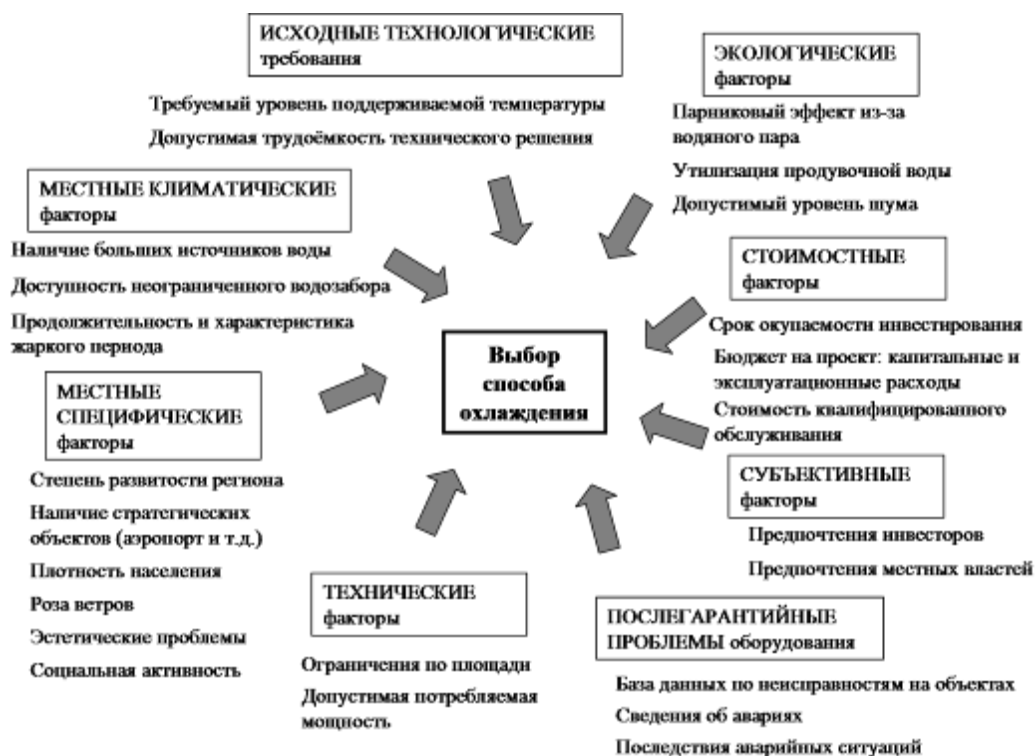 ИСХОДНЫЕ ТЕХНОЛОГИЧЕСКИЕ
требования
Требуемый уровень поддерживаемой температуры
Допустимая трудоёмкость технического решения
ЭКОЛОГИЧЕСКИЕ
факторы
Парниковый эффект из-за
водяного пара
Утилизация продувочной воды
Допустимый уровень шума
МЕСТНЫЕ КЛИМАТИЧЕСКИЕ
факторы
Наличие больших источников воды
Доступность неограниченного водозабора
Продолжительность и характеристика
жаркого периода
СТОИМОСТНЫЕ
факторы
Срок окупаемости инвестирования
Бюджет на проект: капитальные и
эксплуатационные расходы
Стоимость квалифицированного
обслуживания
Выбор
способа
охлаждения
МЕСТНЫЕ
СПЕЦИФИЧЕСКИЕ
факторы
Степень развитости региона
Наличие стратегических
объектов (аэропорт и т.д.)
Плотность населения
Роза ветров
Эстетические проблемы
Социальная активность
СУБЪЕКТИВНЫЕ
факторы
Предпочтения инвесторов
Предпочтения местных властей
ТЕХНИЧЕСКИЕ
факторы
Ограничения по площади
Допустимая потребляемая
мощность
ПОСЛЕГАРАНТИЙНЫЕ
ПРОБЛЕМЫ оборудования
База данных по неисправностям на объектах
Сведения об авариях
Последствия аварийных ситуаций